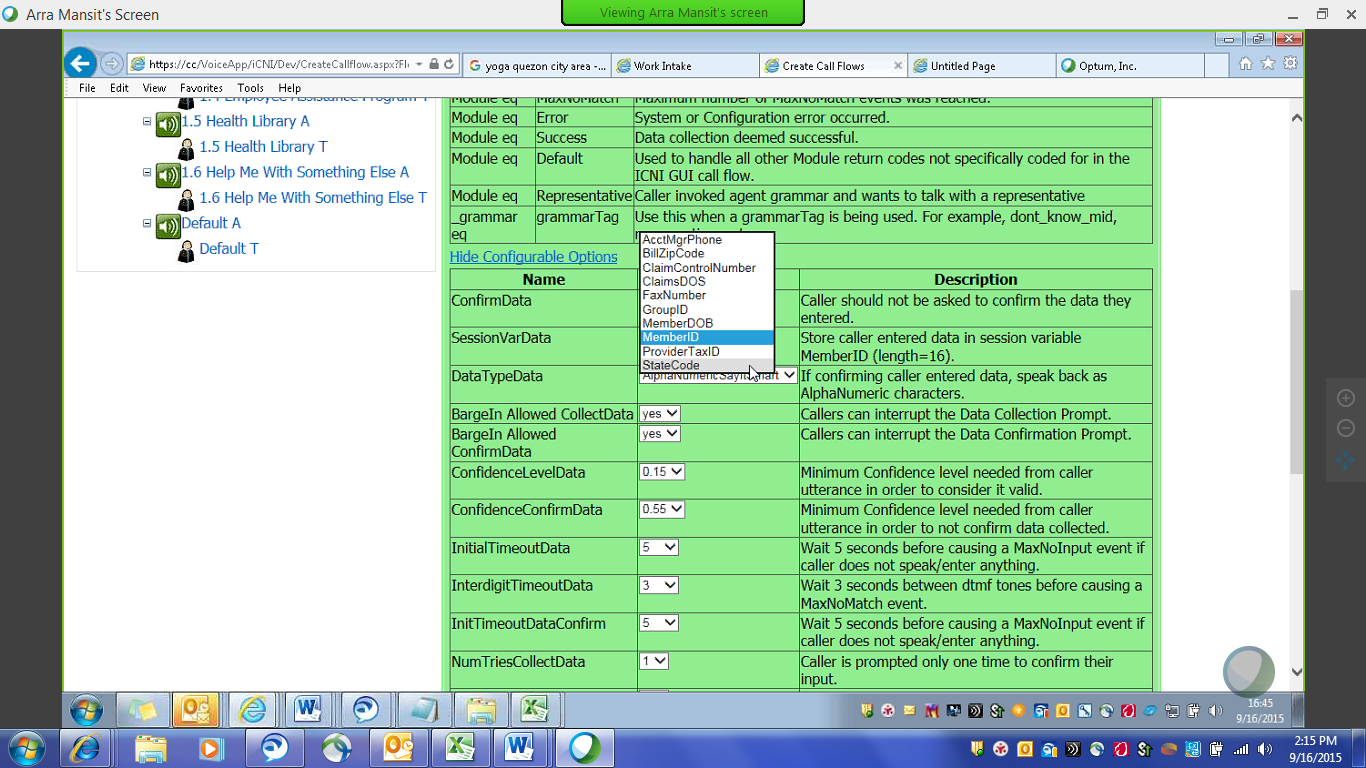 Arra Mansit's Screen
Viewing Arra Mansit's screen
https://cc/VoiceApp/iCNI/Dev/CreateCallflow.aspx?Fl
yoga quezon city area -...
Work Intake
Create Call Flows
Untitled Page
Optum, Inc.
File Edit View Favorites Tools Help
1.4 Employee Assistance Program T
1.5 Health Library A
1.5 Health Library T
1.6 Help Me With Something Else A
1.6 Help Me With Something Else T
Default A
Default T
Module eq MaxNoMatch Maximum number of MaxNoMatch events was reached.
Module eq Error System or Configuration error occurred.
Module eq Success Data collection deemed successful.
Module eq Default Used to handle all other Module return codes not specifically coded for in the
ICNI GUI call flow.
Module eq Representative Caller invoked agent grammar and wants to talk with a representative
_grammar grammarTag Use this when a grammarTag is being used. For example, dont_know_mid,
eq
Hide Configurable Options
AcctMgrPhone
BillZipCode
ClaimControlNumber
ClaimsDOS
FaxNumber
GroupID
MemberDOB
MemberID
ProviderTaxID
StateCode
Name Description
ConfirmData Caller should not be asked to confirm the data they
entered.
SessionVarData Store caller entered data in session variable
MemberID (length=16).
DataTypeData If confirming caller entered data, speak back as
AlphaNumeric characters.
BargeIn Allowed CollectData yes Callers can interrupt the Data Collection Prompt.
BargeIn Allowed yes Callers can interrupt the Data Confirmation Prompt.
ConfirmData
ConfidenceLevelData 0.15 Minimum Confidence level needed from caller
utterance in order to consider it valid.
ConfidenceConfirmData 0.55 Minimum Confidence level needed from caller
utterance in order to not confirm data collected.
InitialTimeoutData 5 Wait 5 seconds before causing a MaxNoInput event if
caller does not speak/enter anything.
InterdigitTimeoutData 3 Wait 3 seconds between dtmf tones before causing a
MaxNoMatch event.
InitTimeoutDataConfirm 5 Wait 5 seconds before causing a MaxNoInput event if
caller does not speak/enter anything.
NumTriesCollectData 1 Caller is prompted only one time to confirm their
input.
16:45
9/16/2015
2:15 PM
9/16/2015